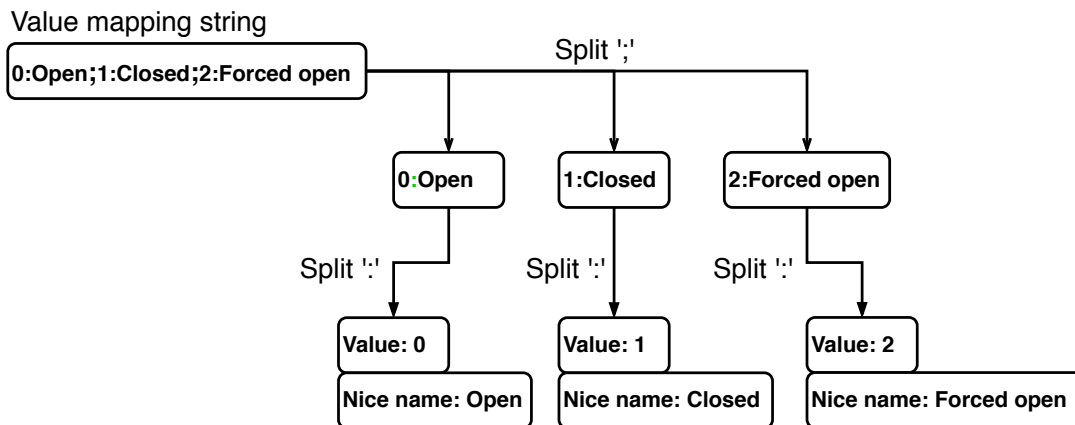 Value mapping string
Split ';'
0:Open;1:Closed;2:Forced open
0:Open
1:Closed
2:Forced open
Split ':'
Split ':'
Split ':'
Value: 0
Value: 1
Value: 2
Nice name: Open
Nice name: Closed
Nice name: Forced open